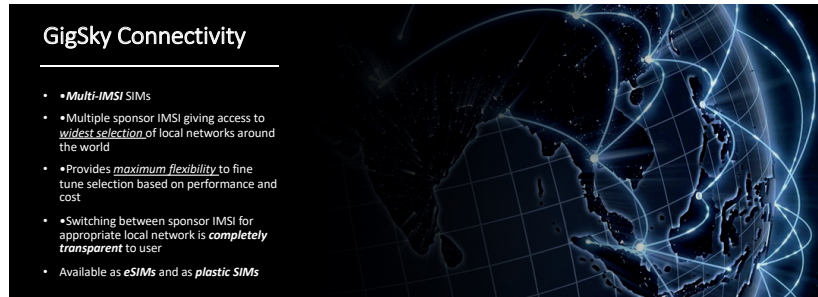 GigSky Connectivity
• •Multi-IMSI SIMs
• •Multiple sponsor IMSI giving access to
widest selection of local networks around
the world
• •Provides maximum flexibility to fine
tune selection based on performance and
cost
• •Switching between sponsor IMSI for
appropriate local network is completely
transparent to user
• Available as eSIMs and as plastic SIMs